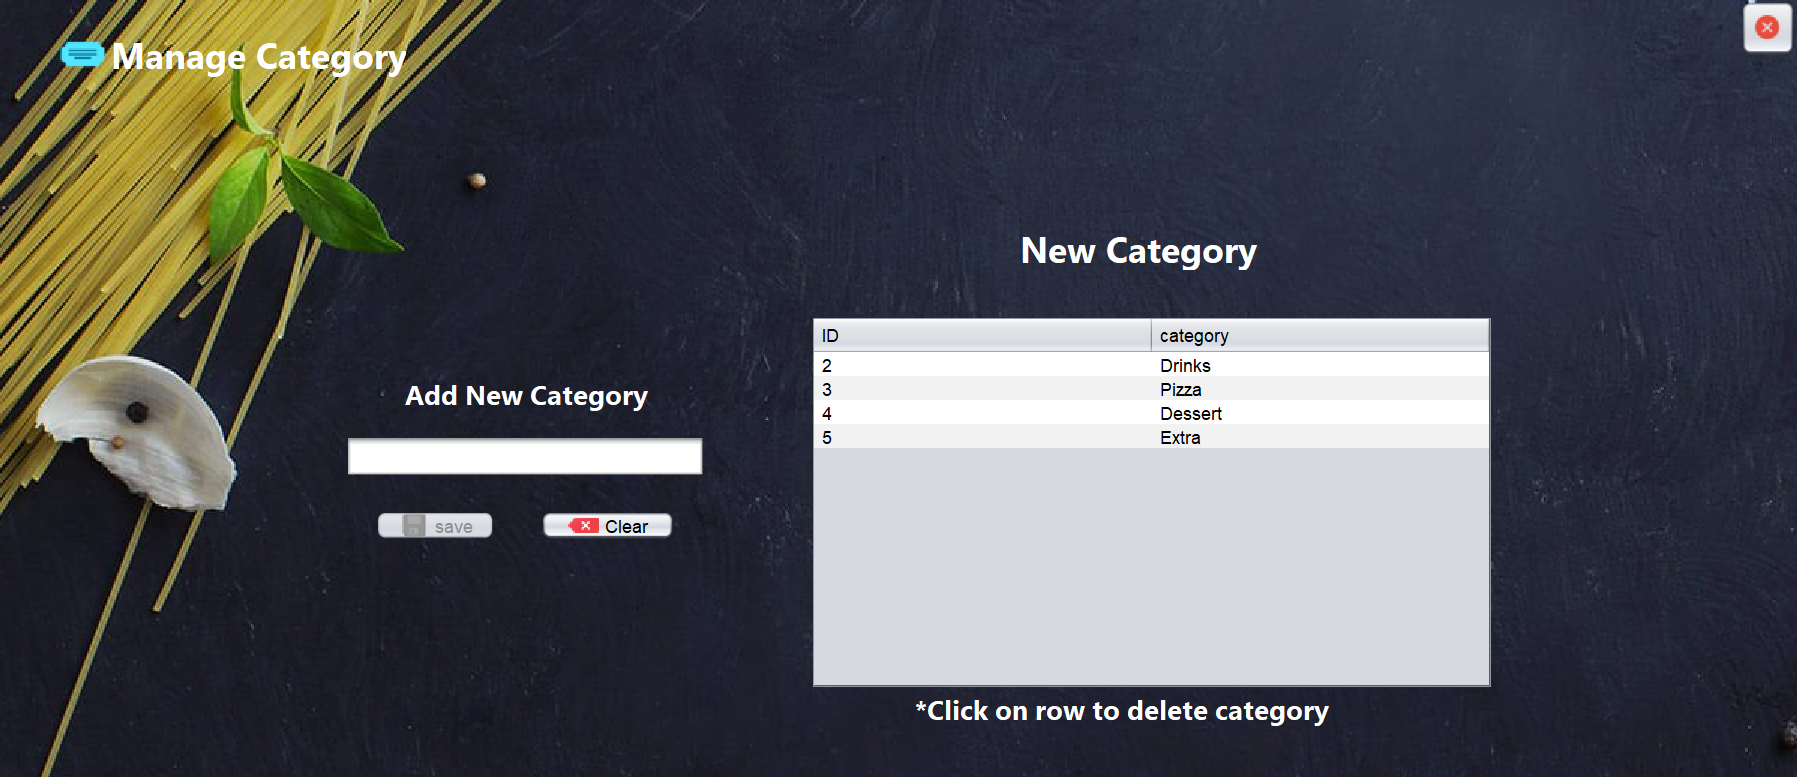 Manage Category
New Category
ID category
2 Drinks
3 Pizza
4 Dessert
5 Extra
Add New Category
save Clear
*Click on row to delete category